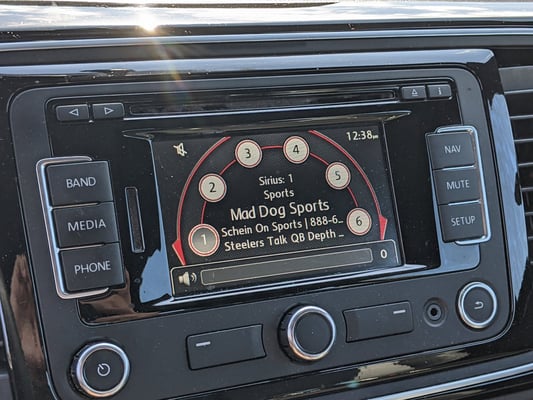 BAND
MEDIA
PHONE
12:38pm
1
2
3
4
5
6
Sirius: 1
Sports
Mad Dog Sports
Schein On Sports | 888-6...
Steelers Talk QB Depth ...
0
NAV
MUTE
SETUP